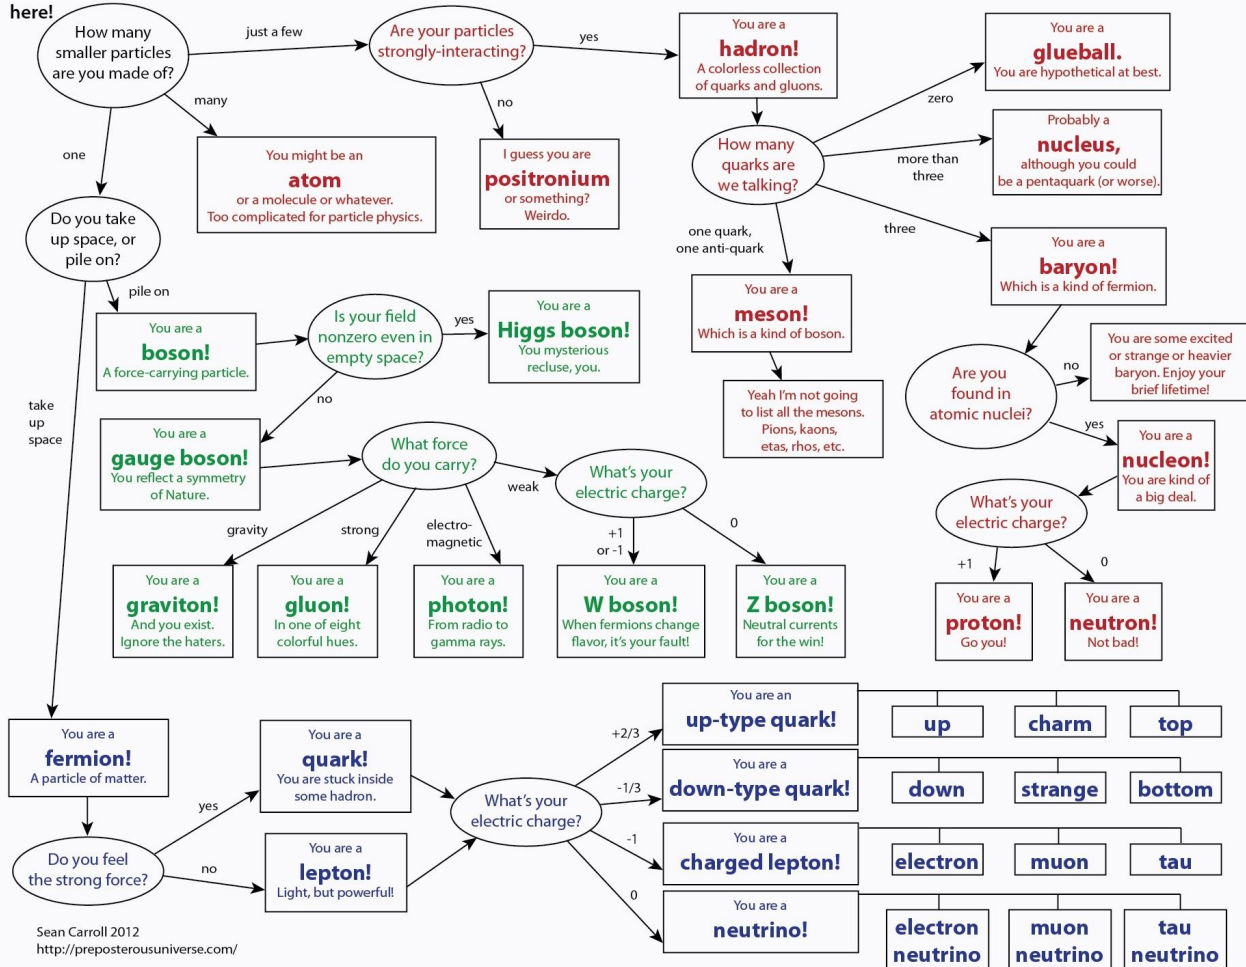 here!
How many
smaller particles
are you made of?
just a few
Are your particles
strongly-interacting?
yes
You are a
hadron!
A colorless collection
of quarks and gluons.
You are a
glueball.
You are hypothetical at best.
many
no
zero
one
You might be an
atom
or a molecule or whatever.
Too complicated for particle physics.
I guess you are
positronium
or something?
Weirdo.
How many
quarks are
we talking?
more than
three
Probably a
nucleus,
although you could
be a pentaquark (or worse).
Do you take
up space, or
pile on?
one quark,
one anti-quark
three
You are a
baryon!
Which is a kind of fermion.
pile on
You are a
boson!
A force-carrying particle.
Is your field
nonzero even in
empty space?
yes
You are a
Higgs boson!
You mysterious
recluse, you.
You are a
meson!
Which is a kind of boson.
Are you
found in
atomic nuclei?
no
You are some excited
or strange or heavier
baryon. Enjoy your
brief lifetime!
take
up
space
no
Yeah I'm not going
to list all the mesons.
Pions, kaons,
etas, rhos, etc.
yes
You are a
gauge boson!
You reflect a symmetry
of Nature.
What force
do you carry?
weak
What's your
electric charge?
You are a
nucleon!
You are kind of
a big deal.
What's your
electric charge?
gravity
strong
electro-
magnetic
+1
or -1
0
+1
0
You are a
graviton!
And you exist.
Ignore the haters.
You are a
gluon!
In one of eight
colorful hues.
You are a
photon!
From radio to
gamma rays.
You are a
W boson!
When fermions change
flavor, it's your fault!
You are a
Z boson!
Neutral currents
for the win!
You are a
proton!
Go you!
You are a
neutron!
Not bad!
You are a
fermion!
A particle of matter.
You are a
quark!
You are stuck inside
some hadron.
+2/3
You are an
up-type quark!
up
charm
top
yes
What's your
electric charge?
-1/3
You are a
down-type quark!
down
strange
bottom
Do you feel
the strong force?
no
You are a
lepton!
Light, but powerful!
-1
You are a
charged lepton!
electron
muon
tau
0
You are a
neutrino!
electron
neutrino
muon
neutrino
tau
neutrino
Sean Carroll 2012
http://preposterousuniverse.com/